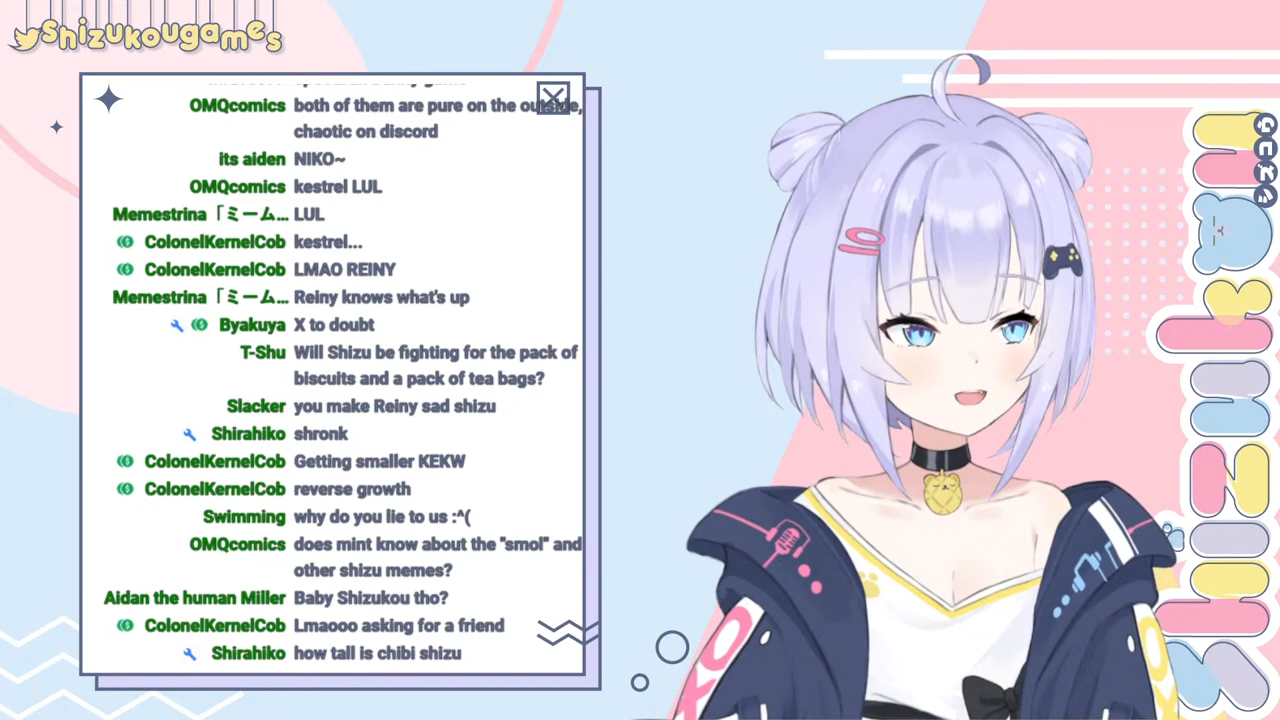 shizukougames
OMQcomics both of them are pure on the outside,
chaotic on discord
its aiden NIKO~
OMQcomics kestrel LUL
Memestrina「ミーム... LUL
ColonelKernelCob kestrel...
ColonelKernelCob LMAO REINY
Memestrina「ミーム... Reiny knows what's up
Byakuya X to doubt
T-Shu Will Shizu be fighting for the pack of
biscuits and a pack of tea bags?
Slacker you make Reiny sad shizu
Shirahiko shronk
ColonelKernelCob Getting smaller KEKW
ColonelKernelCob reverse growth
Swimming why do you lie to us :^(
OMQcomics does mint know about the "smol" and
other shizu memes?
Aidan the human Miller Baby Shizukou tho?
ColonelKernelCob Lmaooo asking for a friend
Shirahiko how tall is chibi shizu